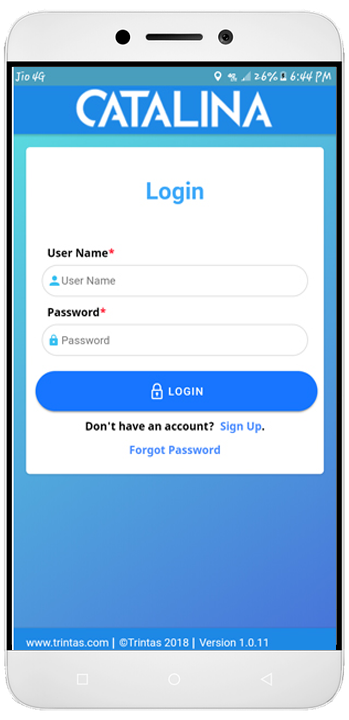 Jio 4G 4G 26% 6:44 PM
CATALINA
Login
User Name*
User Name
Password*
Password
LOGIN
Don't have an account? Sign Up.
Forgot Password
www.trintas.com | ©Trintas 2018 | Version 1.0.11